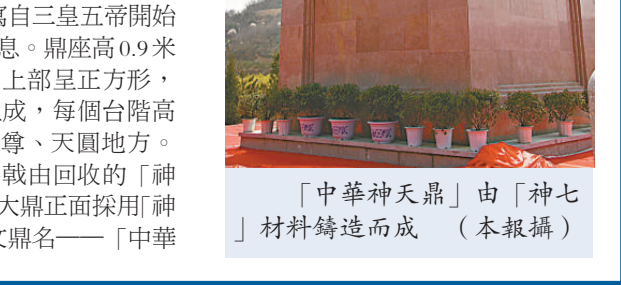 寓自三皇五帝開始
息。鼎座高0.9米
上部呈正方形，
成，每個台階高
尊、天圓地方。
戟由回收的「神
大鼎正面採用「神
文鼎名——「中華
「中華神天鼎」由「神七
」材料鑄造而成　（本報攝）